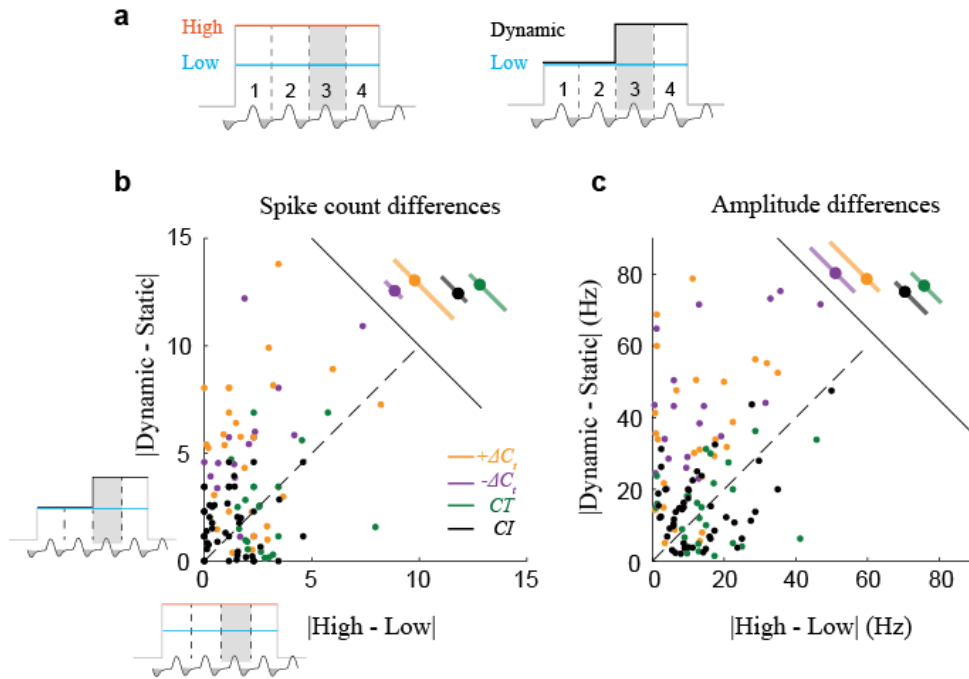 a
High
Low
1 2 3 4
Dynamic
Low
1 2 3 4
b
Spike count differences
|Dynamic - Static|
15
10
5
0
0 5 10 15
|High - Low|
+ΔCt
-ΔCt
CT
CI
c
Amplitude differences
|Dynamic - Static| (Hz)
80
60
40
20
0
0 20 40 60 80
|High - Low| (Hz)